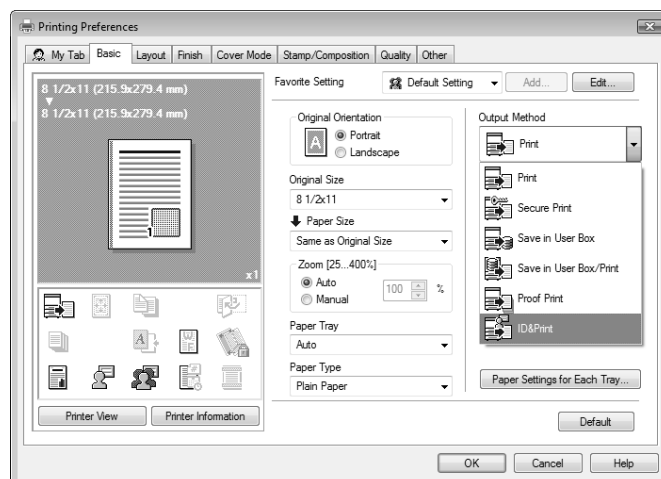 Printing Preferences
My Tab Basic Layout Finish Cover Mode Stamp/Composition Quality Other
8 1/2x11 (215.9x279.4 mm)
8 1/2x11 (215.9x279.4 mm)
1
x1
Printer View Printer Information
Favorite Setting Default Setting Add... Edit...
Original Orientation
A
Portrait
Landscape
Original Size
8 1/2x11
Paper Size
Same as Original Size
Zoom [25...400%]
Auto
Manual
100 %
Paper Tray
Auto
Paper Type
Plain Paper
Output Method
Print
Print
Secure Print
Save in User Box
Save in User Box/Print
Proof Print
ID&Print
Paper Settings for Each Tray...
Default
OK Cancel Help